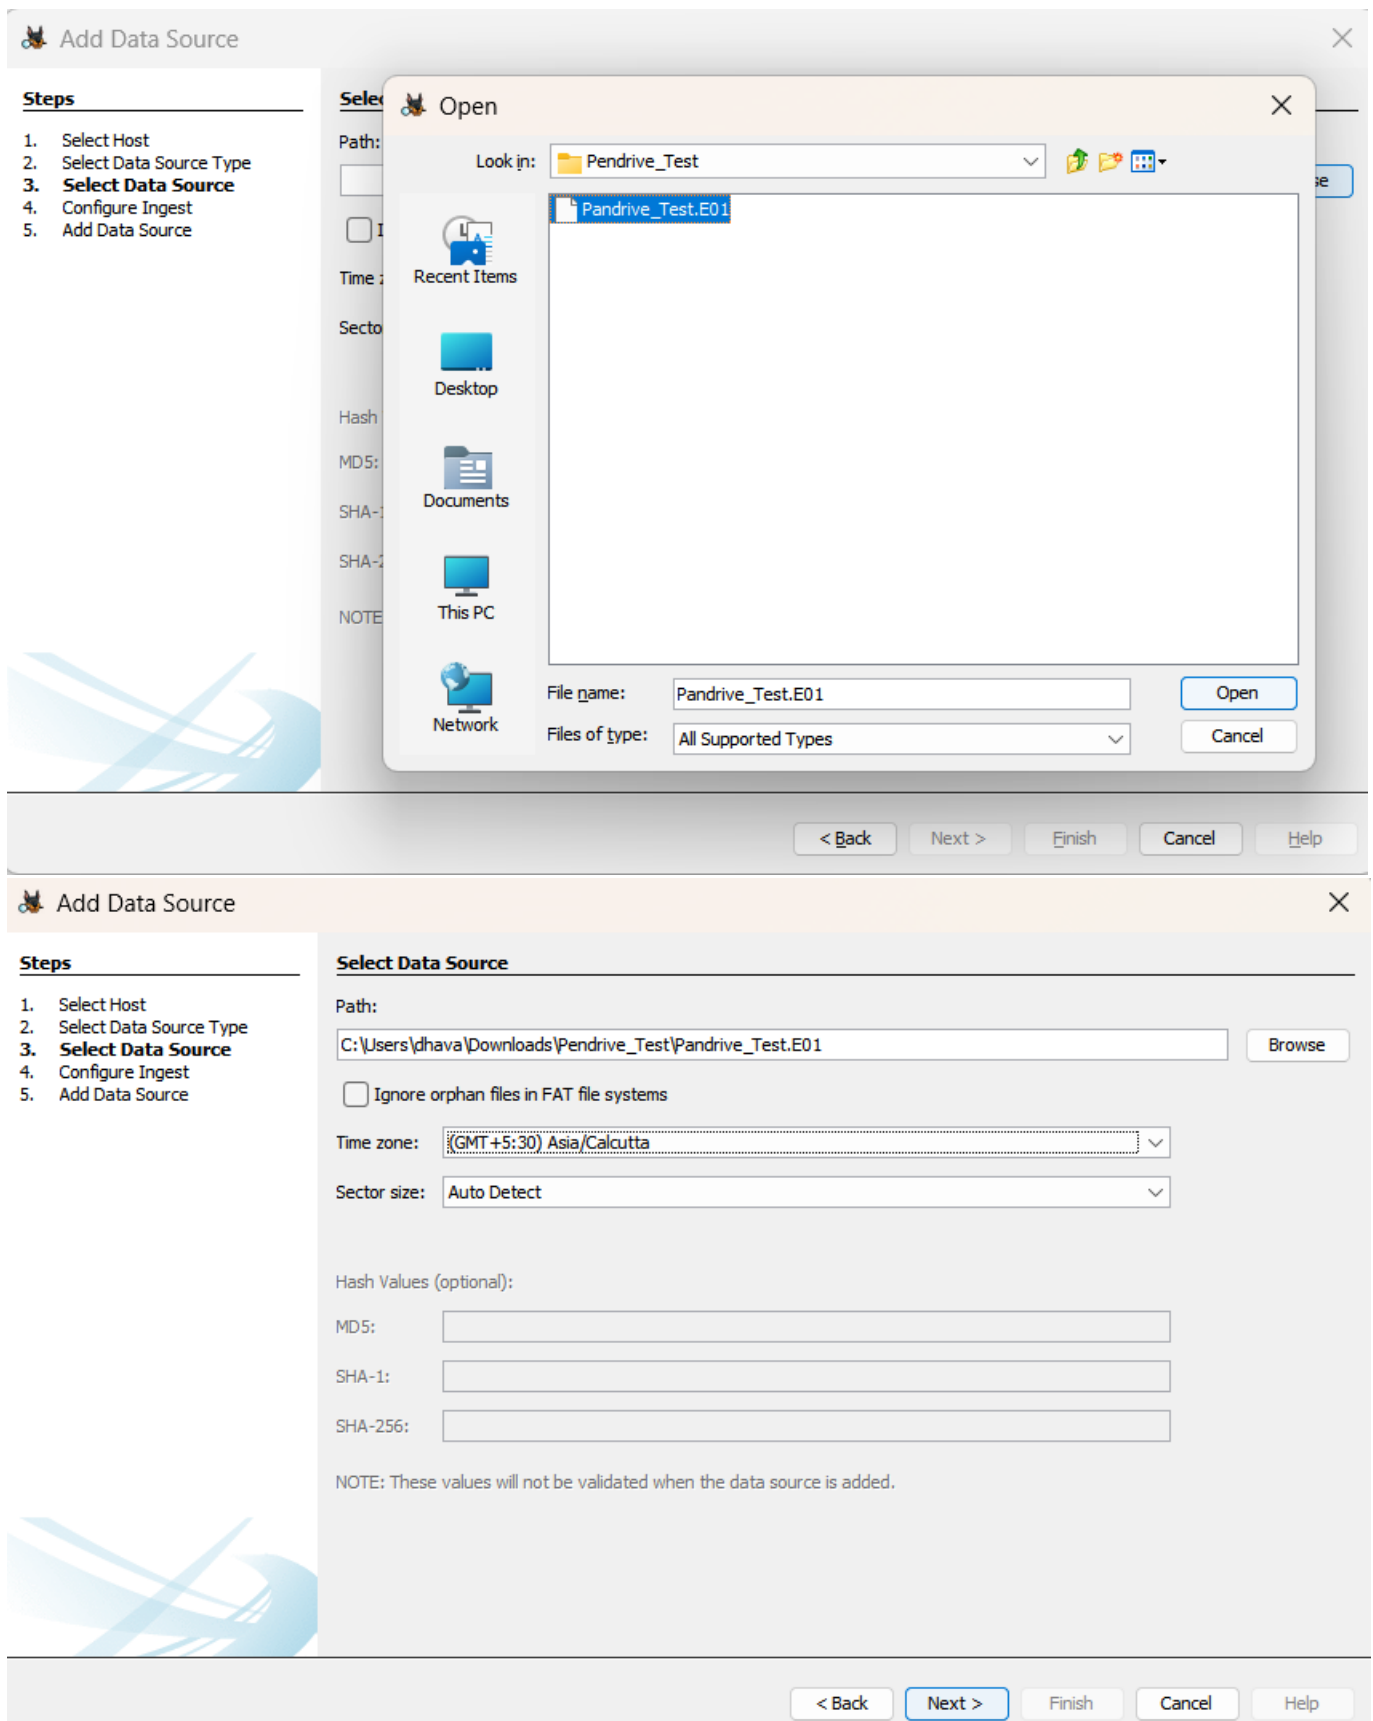 Add Data Source
Steps
1. Select Host
2. Select Data Source Type
3. Select Data Source
4. Configure Ingest
5. Add Data Source
Path:
Time
Hash
MD5:
NOTE
Open
Look in: Pendrive_Test
Pandrive_Test.E01
Recent Items
Desktop
Documents
This PC
Network
File name: Pandrive_Test.E01
Files of type: All Supported Types
Open
Cancel
< Back Next > Finish Cancel Help
Add Data Source
Steps
1. Select Host
2. Select Data Source Type
3. Select Data Source
4. Configure Ingest
5. Add Data Source
Select Data Source
Path:
C:\Users\dhava\Downloads\Pendrive_Test\Pandrive_Test.E01 Browse
Ignore orphan files in FAT file systems
Time zone: (GMT+5:30) Asia/Calcutta
Sector size: Auto Detect
Hash Values (optional):
MD5:
SHA-1:
SHA-256:
NOTE: These values will not be validated when the data source is added.
< Back Next > Finish Cancel Help